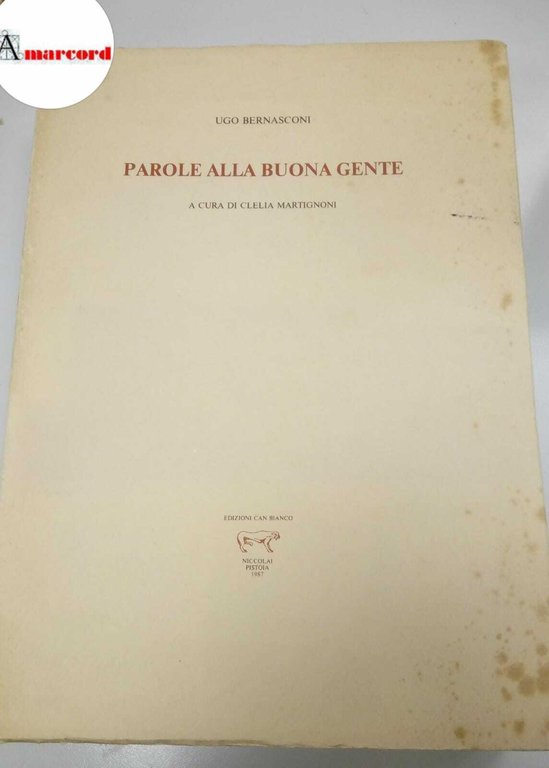 Amarcord
UGO BERNASCONI
PAROLE ALLA BUONA GENTE
A CURA DI CLELIA MARTIGNONI
EDIZIONI CAN BIANCO
NICCOLAI
PISTOIA
1987